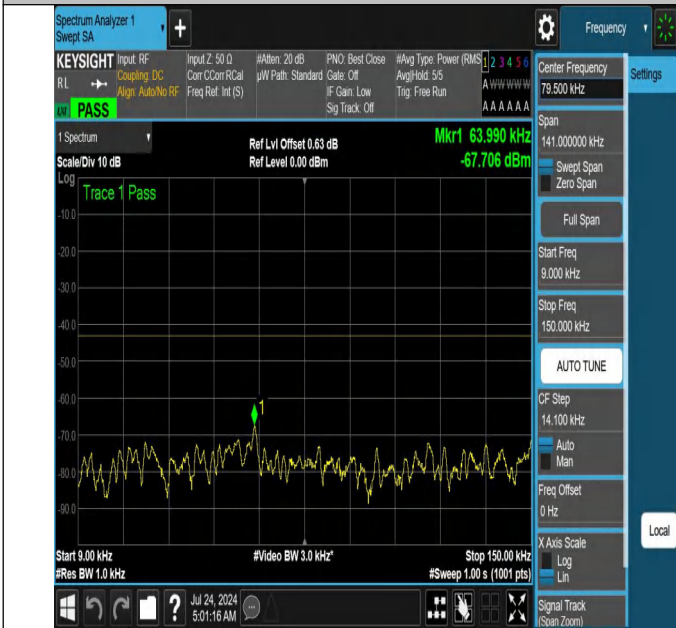 Spectrum Analyzer 1
Swept SA
+
Frequency
KEYSIGHT
RL
PASS
Input: RF
Coupling: DC
Align: Auto/No RF
Input Z: 50 Ω
Corr CCorr RCal
Freq Ref: Int (S)
#Atten: 20 dB
µW Path: Standard
PNO: Best Close
Gate: Off
IF Gain: Low
Sig Track: Off
#Avg Type: Power (RMS
Avg|Hold: 5/5
Trig: Free Run
1 2 3 4 5 6
A W W W W W
A A A A A A
1 Spectrum
Scale/Div 10 dB
Ref Lvl Offset 0.63 dB
Ref Level 0.00 dBm
Mkr1 63.990 kHz
-67.706 dBm
Log
Trace 1 Pass
-10.0
-20.0
-30.0
-40.0
-50.0
-60.0
-70.0
-80.0
-90.0
1
Start 9.00 kHz
#Res BW 1.0 kHz
#Video BW 3.0 kHz*
Stop 150.00 kHz
#Sweep 1.00 s (1001 pts)
?
Jul 24, 2024
5:01:16 AM
Center Frequency
79.500 kHz
Settings
Span
141.000000 kHz
Swept Span
Zero Span
Full Span
Start Freq
9.000 kHz
Stop Freq
150.000 kHz
AUTO TUNE
CF Step
14.100 kHz
Auto
Man
Freq Offset
0 Hz
X Axis Scale
Log
Lin
Local
Signal Track
(Span Zoom)